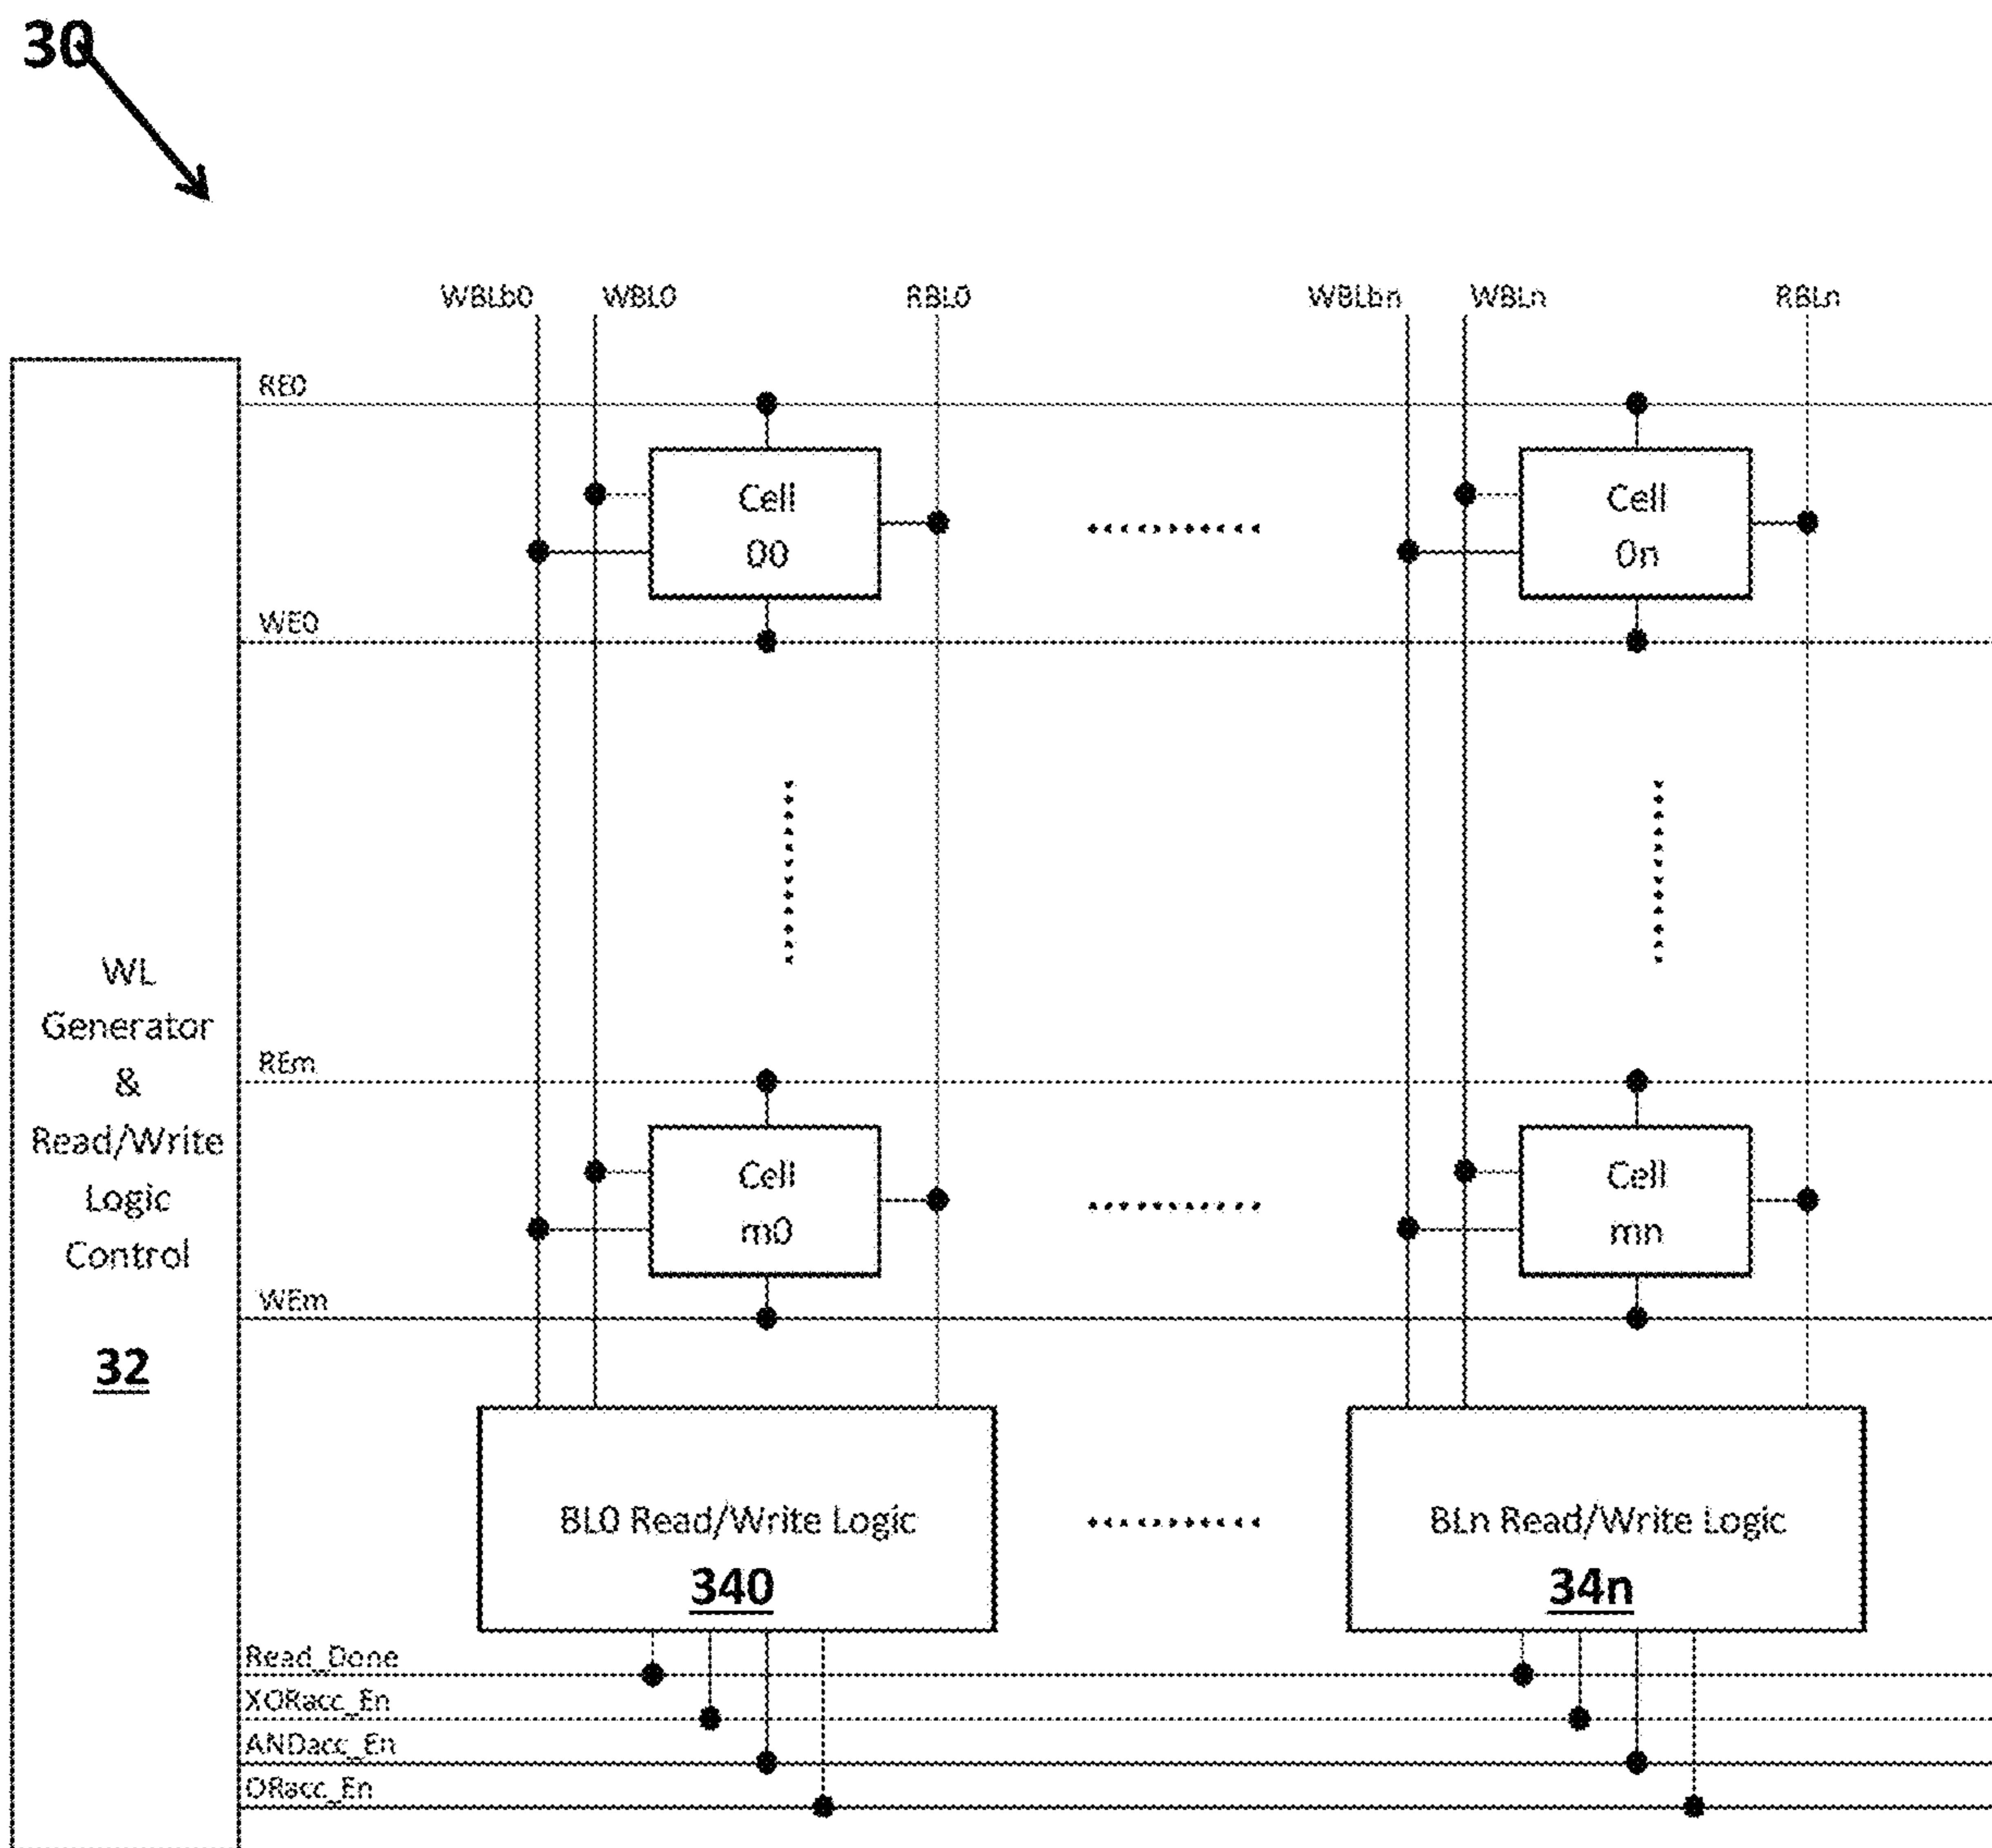 30
WBLb0 WBL0 RBL0 WBLbn WBLn RBLn
RE0
Cell
00
Cell
0n
WE0
WL
Generator
&
Read/Write
Logic
Control
32
REm
Cell
m0
Cell
mn
WEm
BL0 Read/Write Logic
340
BLn Read/Write Logic
34n
Read_Done
XORacc_En
ANDacc_En
ORacc_En